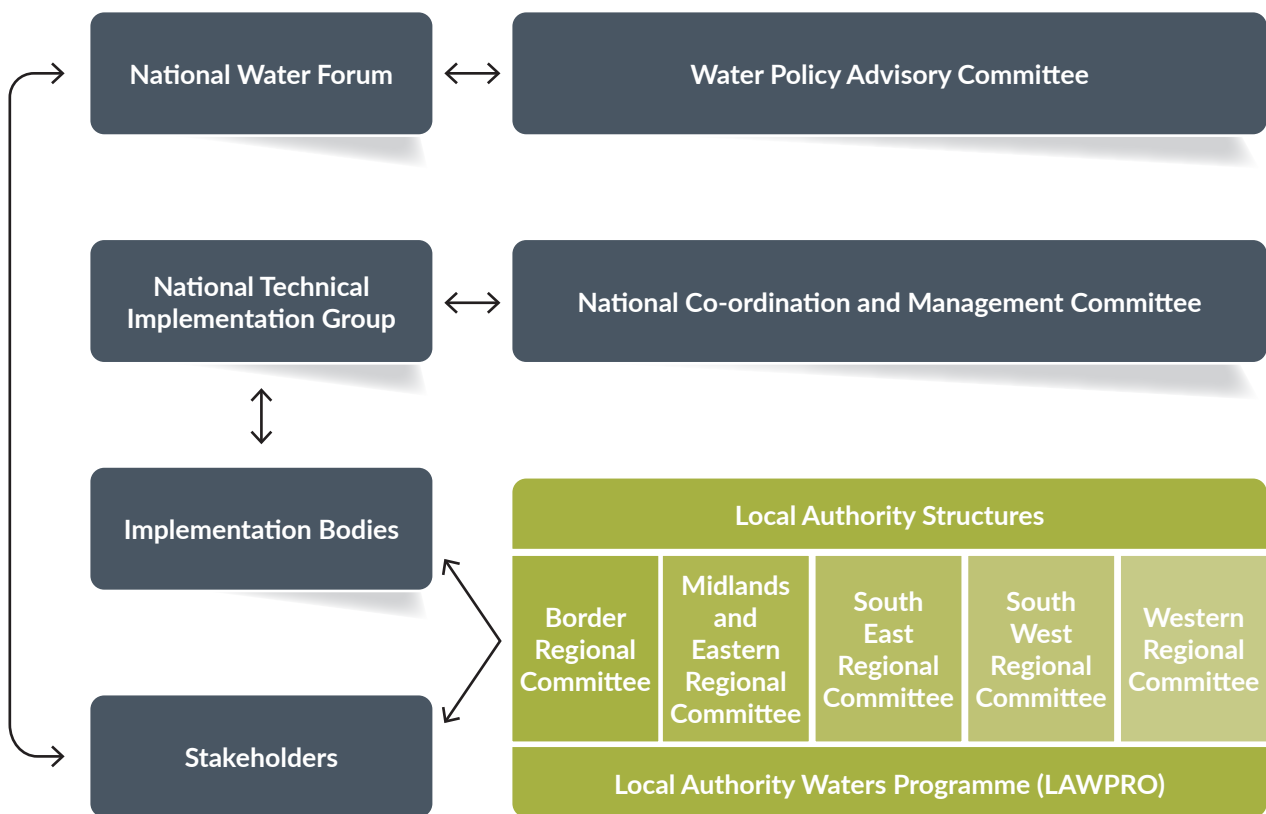 National Water Forum
Water Policy Advisory Committee
National Technical
Implementation Group
National Co-ordination and Management Committee
Implementation Bodies
Local Authority Structures
Border
Regional
Committee
Midlands
and
Eastern
Regional
Committee
South
East
Regional
Committee
South
West
Regional
Committee
Western
Regional
Committee
Stakeholders
Local Authority Waters Programme (LAWPRO)